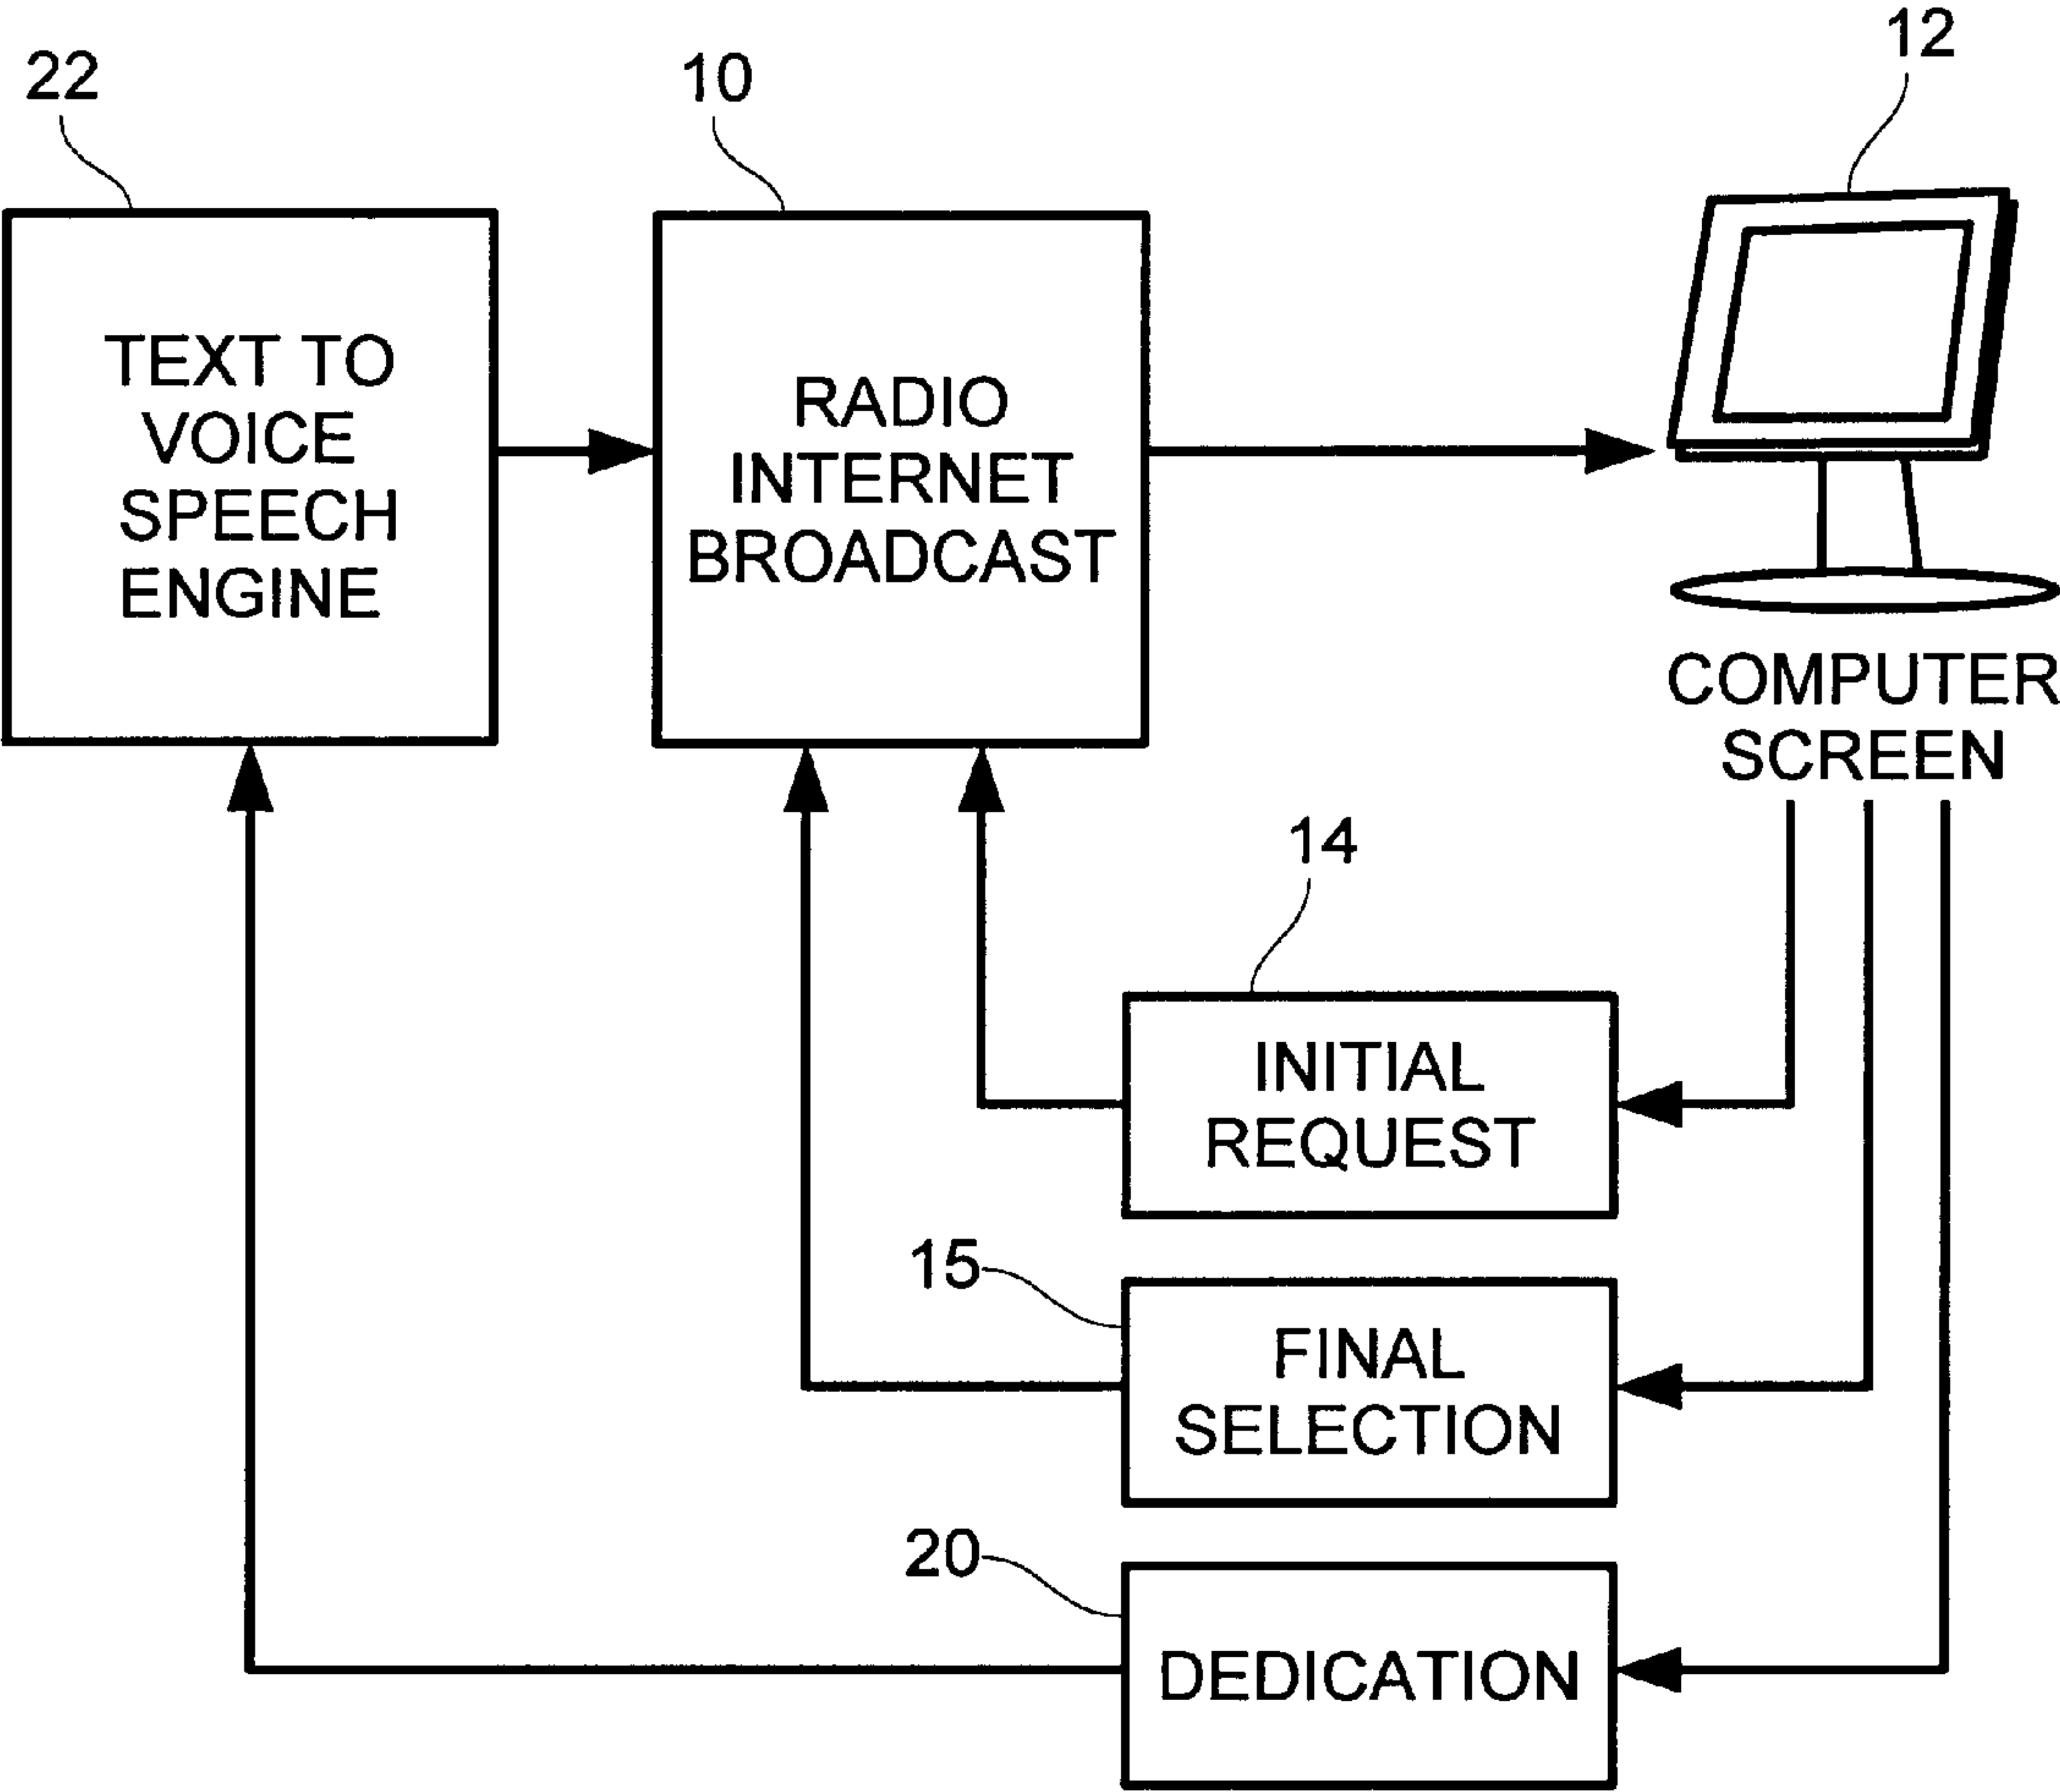 22
10
12
TEXT TO
VOICE
SPEECH
ENGINE
RADIO
INTERNET
BROADCAST
COMPUTER
SCREEN
14
INITIAL
REQUEST
15
FINAL
SELECTION
20
DEDICATION